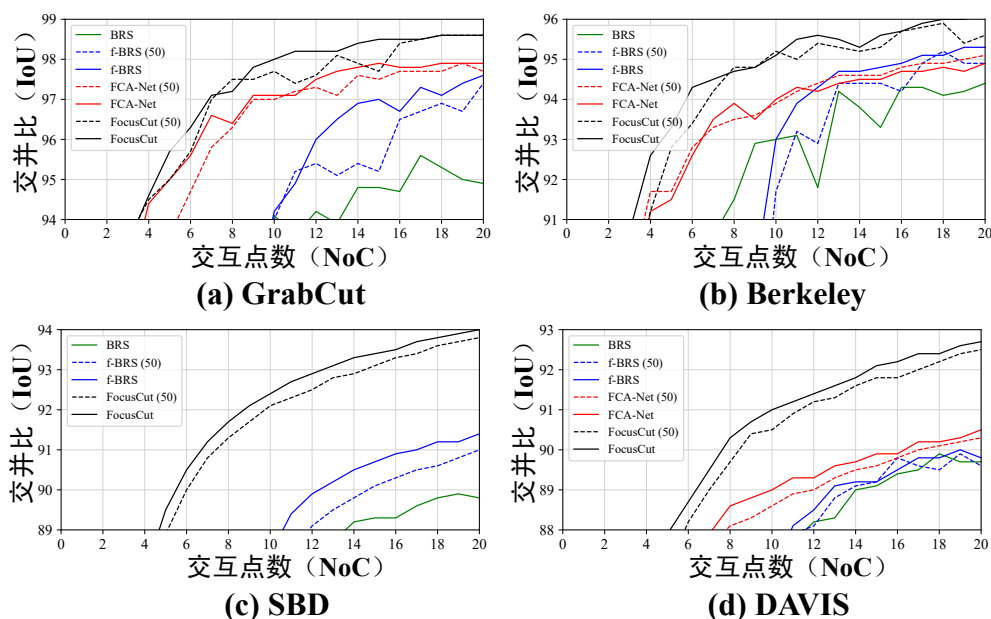 99
98
97
96
95
94
交并比（IoU）
BRS
f-BRS (50)
f-BRS
FCA-Net (50)
FCA-Net
FocusCut (50)
FocusCut
0 2 4 6 8 10 12 14 16 18 20
交互点数（NoC）
(a) GrabCut
96
95
94
93
92
91
交并比（IoU）
BRS
f-BRS (50)
f-BRS
FCA-Net (50)
FCA-Net
FocusCut (50)
FocusCut
0 2 4 6 8 10 12 14 16 18 20
交互点数（NoC）
(b) Berkeley
94
93
92
91
90
89
交并比（IoU）
BRS
f-BRS (50)
f-BRS
FocusCut (50)
FocusCut
0 2 4 6 8 10 12 14 16 18 20
交互点数（NoC）
(c) SBD
93
92
91
90
89
88
交并比（IoU）
BRS
f-BRS (50)
f-BRS
FCA-Net (50)
FCA-Net
FocusCut (50)
FocusCut
0 2 4 6 8 10 12 14 16 18 20
交互点数（NoC）
(d) DAVIS